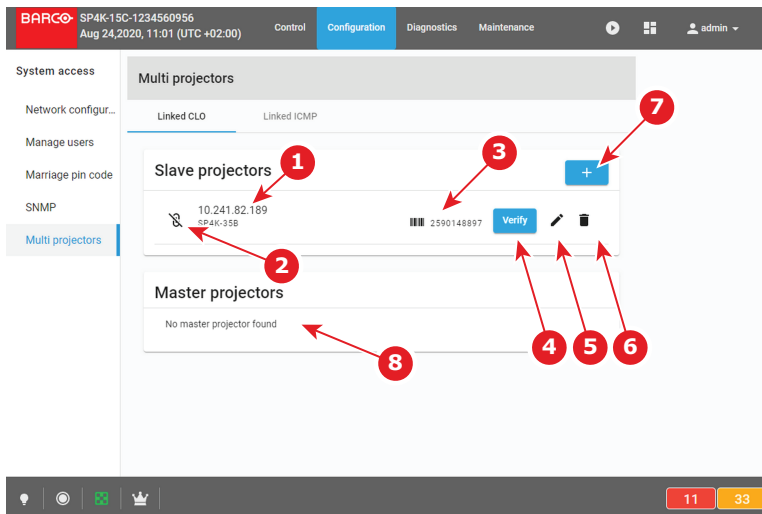 BARCO SP4K-15C-1234560956
Aug 24,2020, 11:01 (UTC +02:00)
Control Configuration Diagnostics Maintenance admin
System access
Network configur...
Manage users
Marriage pin code
SNMP
Multi projectors
Multi projectors
Linked CLO Linked ICMP
7
Slave projectors 1 3
+
10.241.82.189
SP4K-35B
2590148897 Verify
2
Master projectors
No master projector found
4 5 6
8
11 33